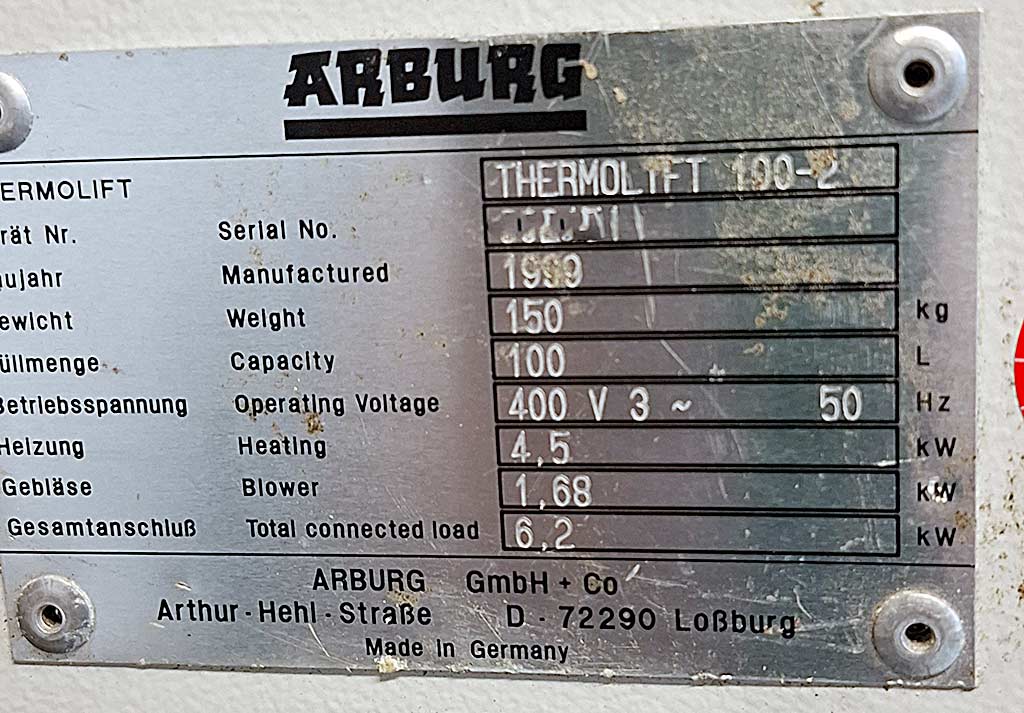 ARBURG
ERMOLIFT THERMOLIFT 100-2
rät Nr. Serial No.
ujahr Manufactured 1999
ewicht Weight 150 kg
üllmenge Capacity 100 L
Betriebsspannung Operating Voltage 400 V 3 ~ 50 Hz
Heizung Heating 4,5 kW
Gebläse Blower 1,68 kW
Gesamtanschluß Total connected load 6,2 kW
ARBURG GmbH + Co
Arthur - Hehl - Straße D - 72290 Loßburg
Made in Germany